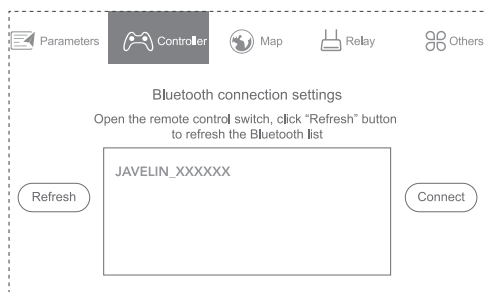 Parameters Controller Map Relay Others
Bluetooth connection settings
Open the remote control switch, click “Refresh” button
to refresh the Bluetooth list
JAVELIN_XXXXXX
Refresh Connect